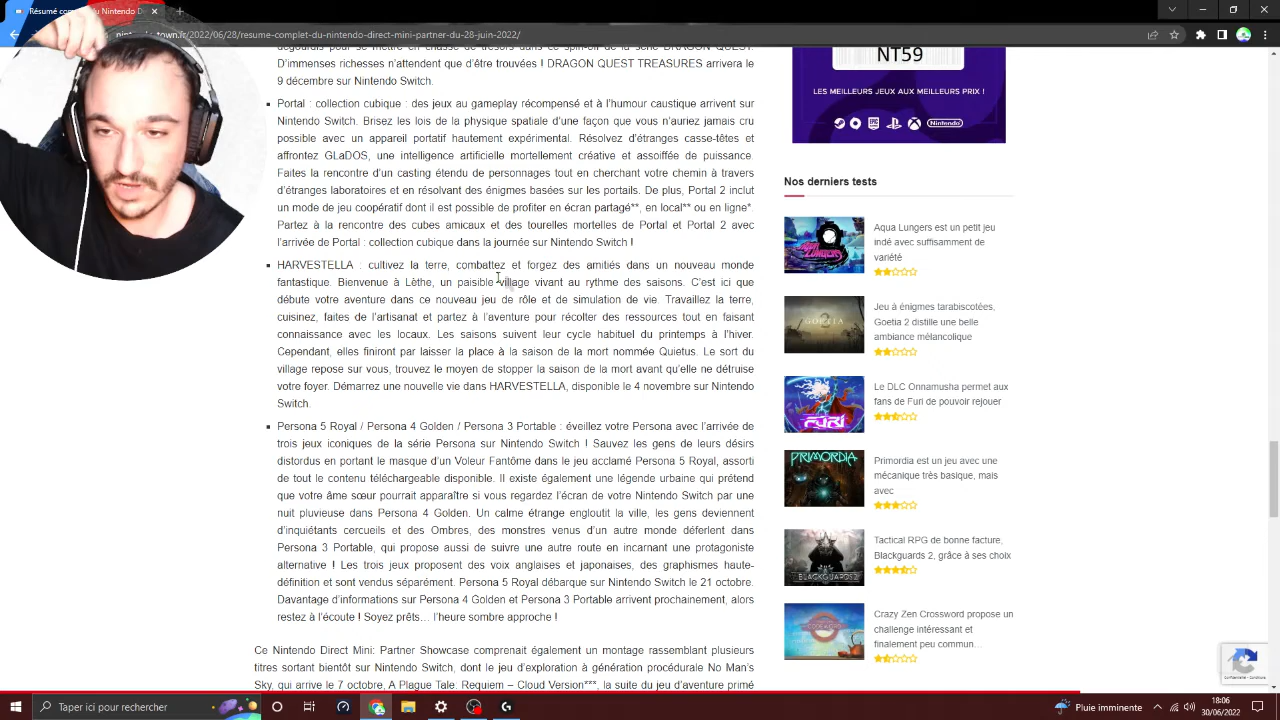 Résumé com
u Nintendo D
nin
town.fr/2022/06/28/resume-complet-du-nintendo-direct-mini-partner-du-28-juin-2022/
dégourdis pour se mettre en chasse de trésors dans ce spin-off de la série DRAGON QUEST.
D'immenses richesses n'attendent que d'être trouvées ! DRAGON QUEST TREASURES arrivera le
9 décembre sur Nintendo Switch.
Portal : collection cubique : des jeux au gameplay récompensé et à l'humour caustique arrivent sur
Nintendo Switch. Brisez les lois de la physique spatiale d'une façon que vous n'auriez jamais cru
possible avec un appareil portatif hautement expérimental. Résolvez d'étranges casse-têtes et
affrontez GLaDOS, une intelligence artificielle mortellement créative et assoiffée de puissance.
Faites la rencontre d'un casting étendu de personnages tout en cherchant votre chemin à travers
d'étranges laboratoires et en résolvant des énigmes basées sur les portails. De plus, Portal 2 inclut
un mode de jeu coopératif dont il est possible de profiter en écran partagé**, en local** ou en ligne*.
Partez à la rencontre des cubes amicaux et des tourelles mortelles de Portal et Portal 2 avec
l'arrivée de Portal : collection cubique dans la journée sur Nintendo Switch !
HARVESTELLA : cultivez la terre, combattez et forgez des amitiés dans un nouveau monde
fantastique. Bienvenue à Lèthe, un paisible village vivant au rythme des saisons. C'est ici que
débute votre aventure dans ce nouveau jeu de rôle et de simulation de vie. Travaillez la terre,
cuisinez, faites de l'artisanat et partez à l'aventure pour récolter des ressources tout en faisant
connaissance avec les locaux. Les saisons suivent leur cycle habituel du printemps à l'hiver.
Cependant, elles finiront par laisser la place à la saison de la mort nommée Quietus. Le sort du
village repose sur vous, trouvez le moyen de stopper la saison de la mort avant qu'elle ne détruise
votre foyer. Démarrez une nouvelle vie dans HARVESTELLA, disponible le 4 novembre sur Nintendo
Switch.
Persona 5 Royal / Persona 4 Golden / Persona 3 Portable : éveillez votre Persona avec l'arrivée de
trois jeux iconiques de la série Persona sur Nintendo Switch ! Sauvez les gens de leurs désirs
distordus en portant le masque d'un Voleur Fantôme dans le jeu acclamé Persona 5 Royal, assorti
de tout le contenu téléchargeable disponible. Il existe également une légende urbaine qui prétend
que votre âme sœur pourrait apparaître si vous regardez l'écran de votre Nintendo Switch par une
nuit pluvieuse dans Persona 4 Golden. Un calme étrange engloutit la ville, les gens deviennent
d'inquiétants cercueils et des Ombres, des monstres venus d'un autre monde déferlent dans
Persona 3 Portable, qui propose aussi de suivre une autre route en incarnant une protagoniste
alternative ! Les trois jeux proposent des voix anglaises et japonaises, des graphismes haute-
définition et sont vendus séparément. Persona 5 Royal débarque sur Nintendo Switch le 21 octobre.
Davantage d'informations sur Persona 4 Golden et Persona 3 Portable arrivent prochainement, alors
restez à l'écoute ! Soyez prêts… l'heure sombre approche !
Ce Nintendo Direct Mini: Partner Showcase comprenait également un montage rassemblant plusieurs
titres sortant bientôt sur Nintendo Switch, dont le jeu d'exploration à génération procédurale No Man's
Sky, qui arrive le 7 octobre, A Plague Tale: Requiem – Cloud Version***, la suite du jeu d'aventure primé
NT59
LES MEILLEURS JEUX AUX MEILLEURS PRIX !
EPIC
Nintendo
Nos derniers tests
AQUA LUNGERS
Aqua Lungers est un petit jeu
indé avec suffisamment de
variété
GOETIA
Jeu à énigmes tarabiscotées,
Goetia 2 distille une belle
ambiance mélancolique
FURI
Le DLC Onnamusha permet aux
fans de Furi de pouvoir rejouer
PRIMORDIA
Primordia est un jeu avec une
mécanique très basique, mais
avec
BLACKGUARDS2
Tactical RPG de bonne facture,
Blackguards 2, grâce à ses choix
Crazy Zen Crossword propose un
challenge intéressant et
finalement peu commun…
Confidentialité - Conditions
Taper ici pour rechercher
Pluie imminente
18:06
30/06/2022